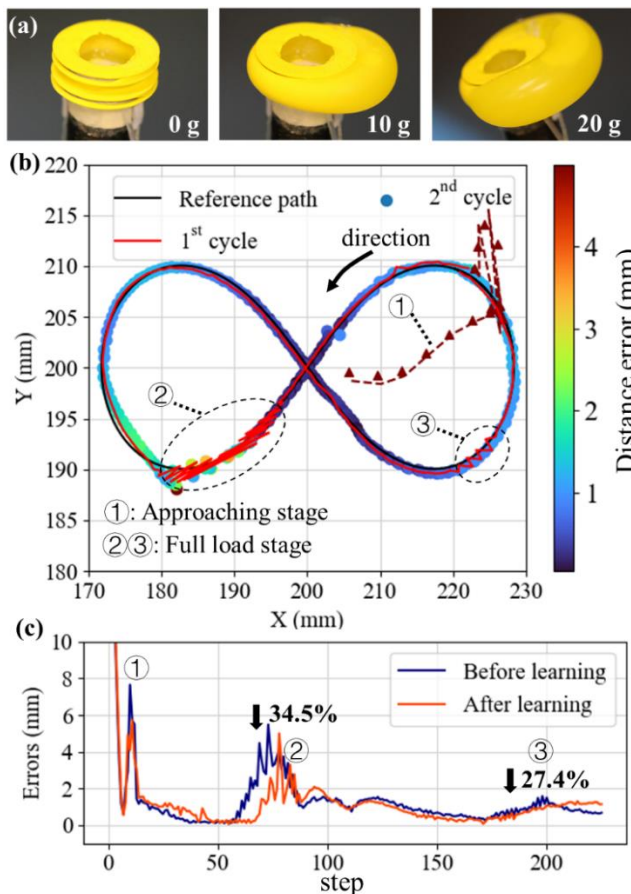 (a)
0 g
10 g
20 g
(b)
220
215
210
205
200
195
190
185
180
Y (mm)
Reference path
1st cycle
2nd cycle
direction
①
②
③
①: Approaching stage
②③: Full load stage
170
180
190
200
210
220
230
X (mm)
4
3
2
1
Distance error (mm)
(c)
10
8
6
4
2
0
Errors (mm)
①
34.5%
②
③
27.4%
Before learning
After learning
0
50
100
150
200
step